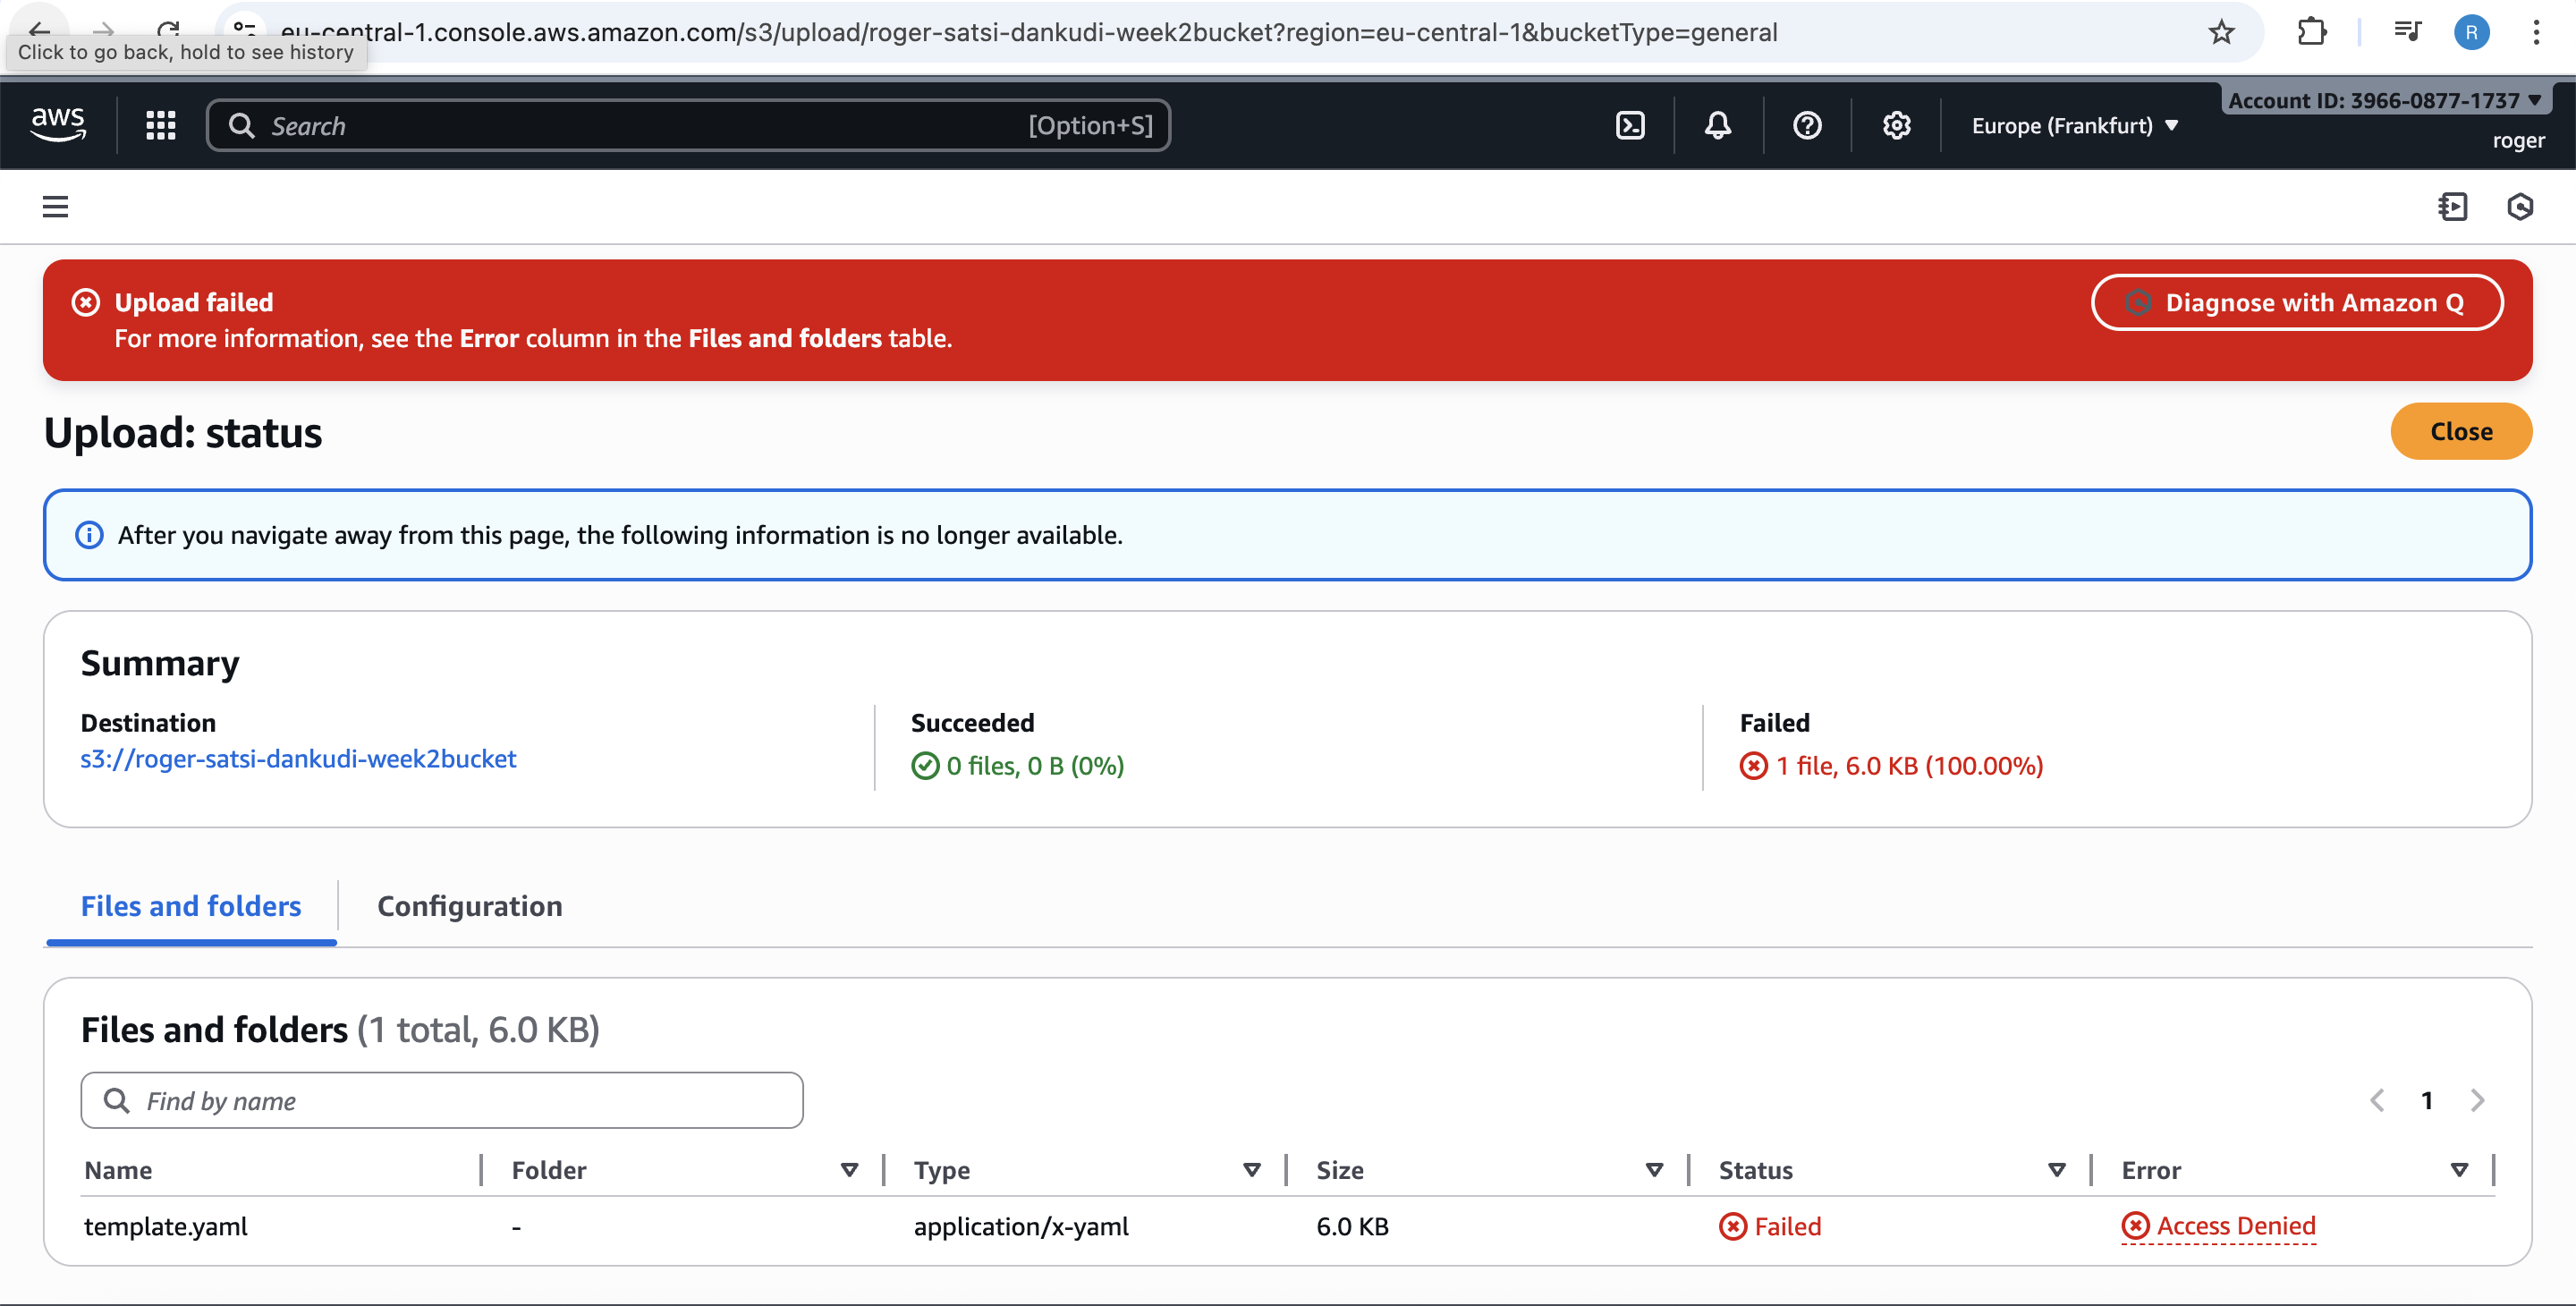 eu-central-1.console.aws.amazon.com/s3/upload/roger-satsi-dankudi-week2bucket?region=eu-central-1&bucketType=general
R
Click to go back, hold to see history
aws
Search
[Option+S]
Europe (Frankfurt)
Account ID: 3966-0877-1737
roger
Upload failed
For more information, see the Error column in the Files and folders table.
Diagnose with Amazon Q
Upload: status
Close
After you navigate away from this page, the following information is no longer available.
Summary
Destination
s3://roger-satsi-dankudi-week2bucket
Succeeded
0 files, 0 B (0%)
Failed
1 file, 6.0 KB (100.00%)
Files and folders
Configuration
Files and folders (1 total, 6.0 KB)
Find by name
1
Name Folder Type Size Status Error
template.yaml - application/x-yaml 6.0 KB Failed Access Denied